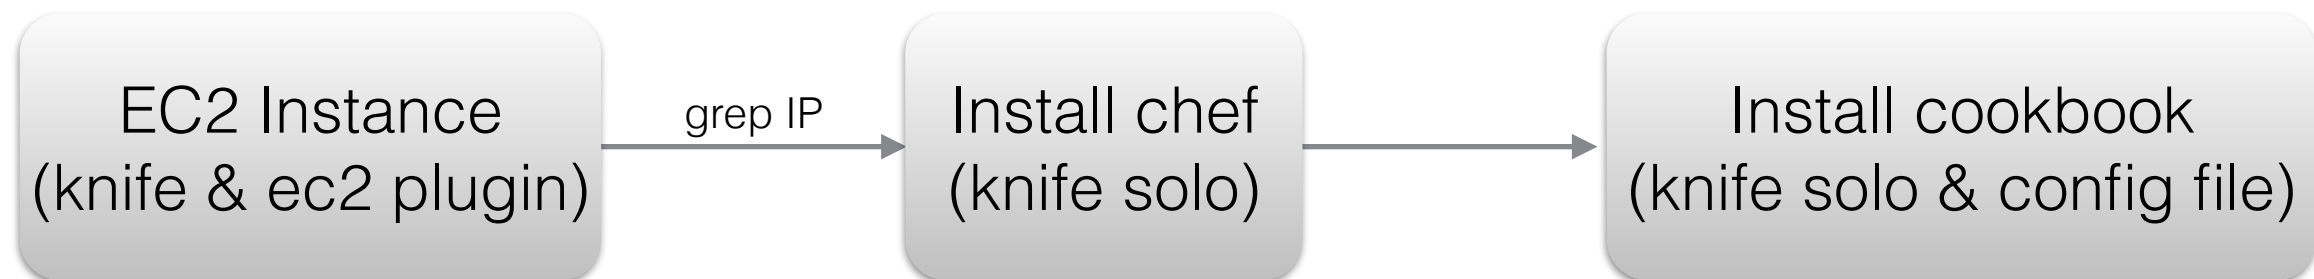 EC2 Instance
(knife & ec2 plugin)
grep IP
Install chef
(knife solo)
Install cookbook
(knife solo & config file)